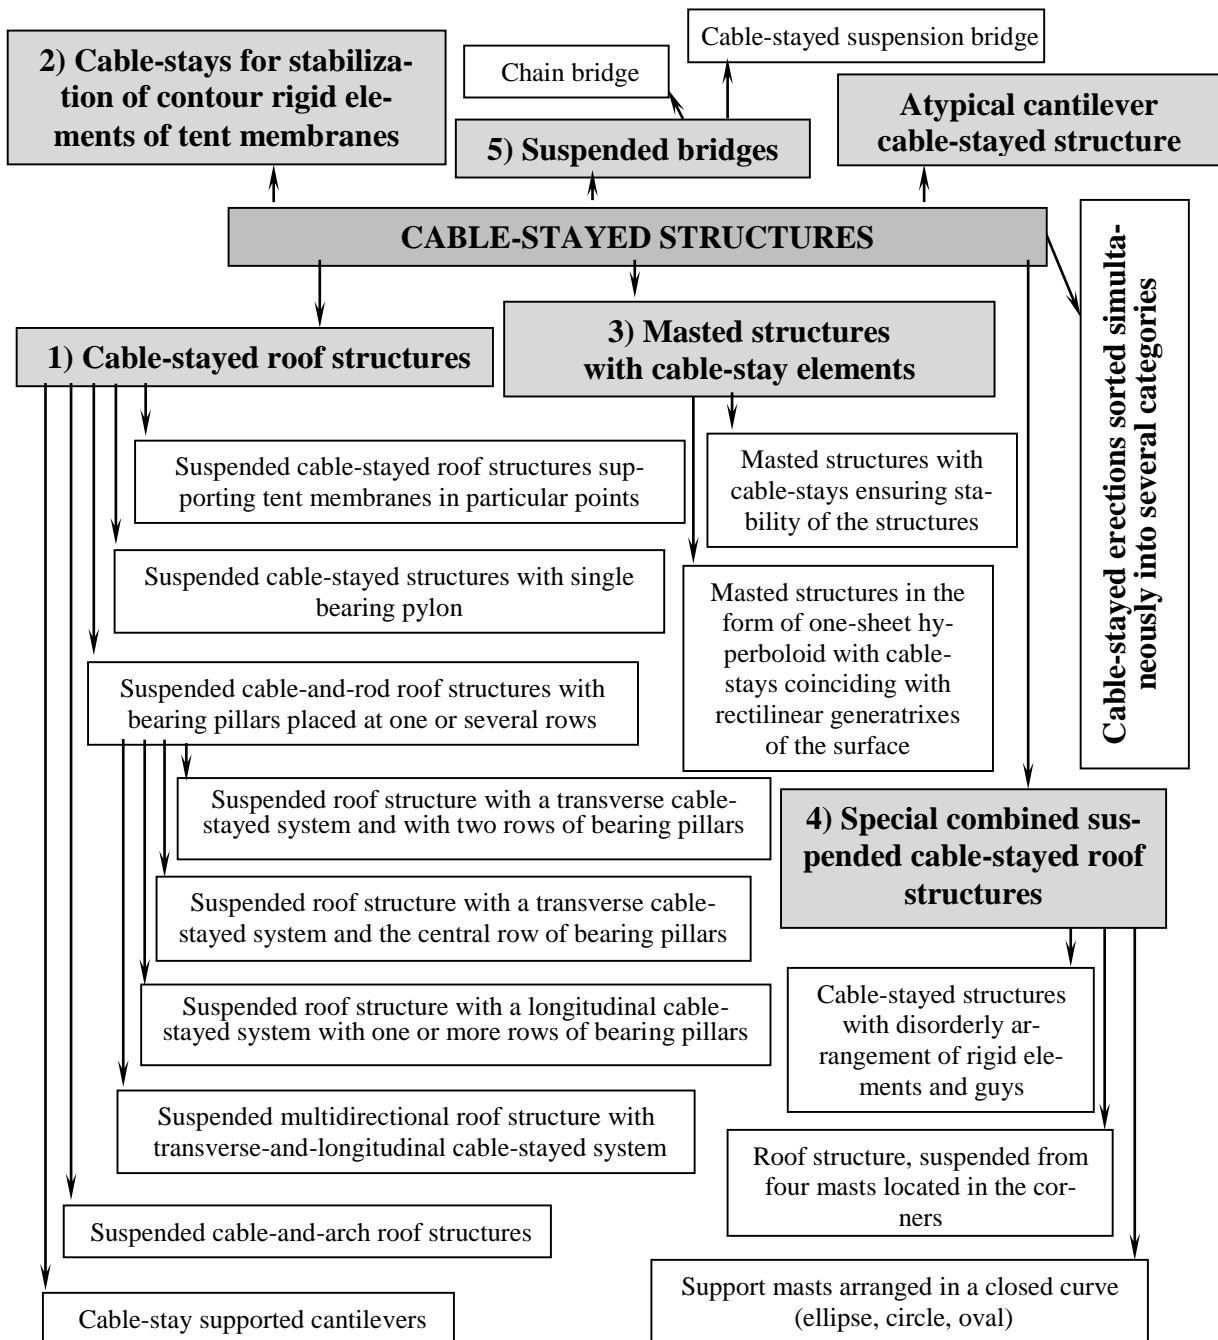 Cable-stayed suspension bridge
2) Cable-stays for stabiliza-
tion of contour rigid ele-
ments of tent membranes
Chain bridge
5) Suspended bridges
Atypical cantilever
cable-stayed structure
CABLE-STAYED STRUCTURES
Cable-stayed erections sorted simulta-
neously into several categories
1) Cable-stayed roof structures
3) Masted structures
with cable-stay elements
Suspended cable-stayed roof structures sup-
porting tent membranes in particular points
Masted structures with
cable-stays ensuring sta-
bility of the structures
Suspended cable-stayed structures with single
bearing pylon
Masted structures in the
form of one-sheet hy-
perboloid with cable-
stays coinciding with
rectilinear generatrixes
of the surface
Suspended cable-and-rod roof structures with
bearing pillars placed at one or several rows
Suspended roof structure with a transverse cable-
stayed system and with two rows of bearing pillars
4) Special combined sus-
pended cable-stayed roof
structures
Suspended roof structure with a transverse cable-
stayed system and the central row of bearing pillars
Suspended roof structure with a longitudinal cable-
stayed system with one or more rows of bearing pillars
Cable-stayed structures
with disorderly ar-
rangement of rigid ele-
ments and guys
Suspended multidirectional roof structure with
transverse-and-longitudinal cable-stayed system
Roof structure, suspended from
four masts located in the cor-
ners
Suspended cable-and-arch roof structures
Support masts arranged in a closed curve
(ellipse, circle, oval)
Cable-stay supported cantilevers